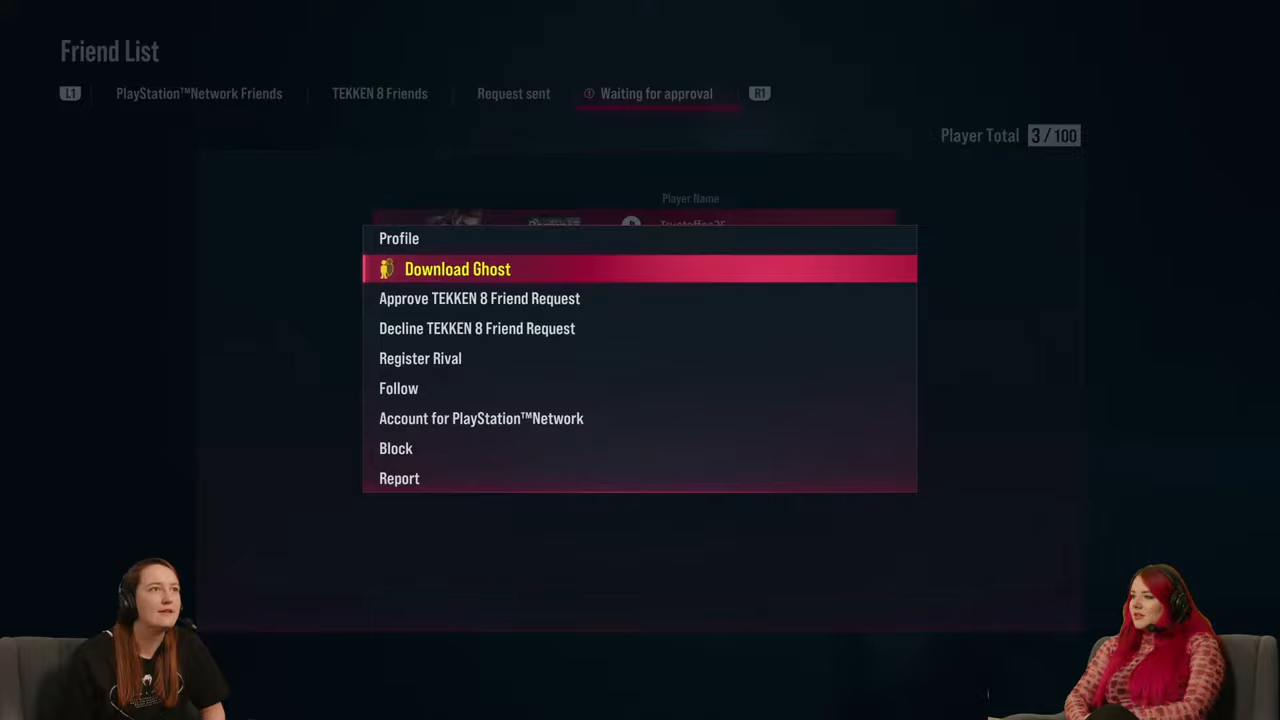 Friend List
L1 PlayStation™Network Friends TEKKEN 8 Friends Request sent Waiting for approval R1
Player Total 3 / 100
Player Name
Profile
Download Ghost
Approve TEKKEN 8 Friend Request
Decline TEKKEN 8 Friend Request
Register Rival
Follow
Account for PlayStation™Network
Block
Report